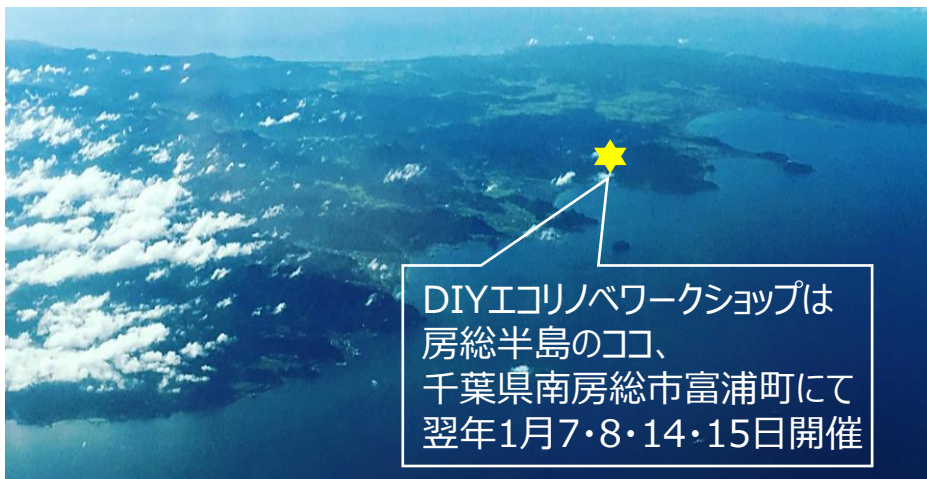 DIYエコリノベワークショップは
房総半島のココ、
千葉県南房総市富浦町にて
翌年1月7・8・14・15日開催